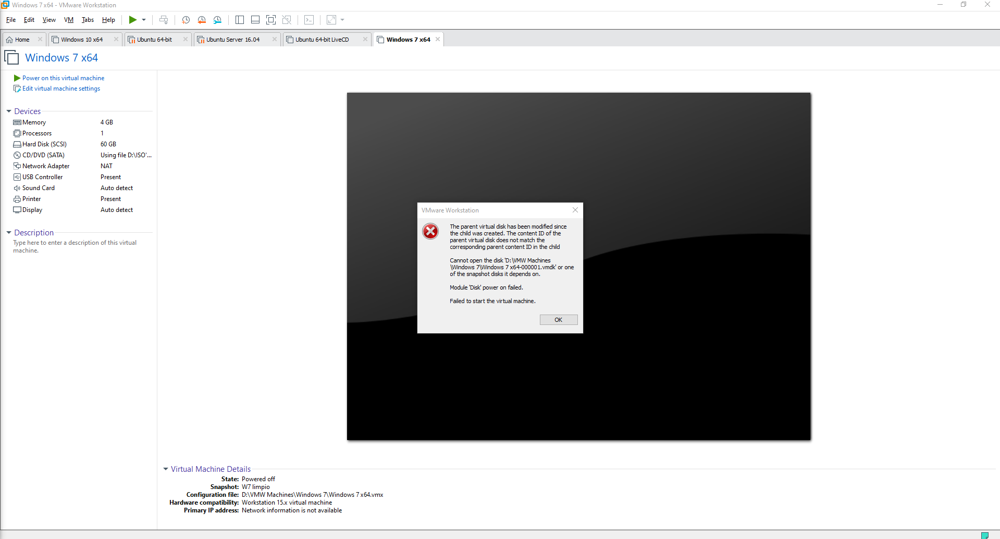 Windows 7 x64 - VMware Workstation
File Edit View VM Tabs Help
Home Windows 10 x64 Ubuntu 64-bit Ubuntu Server 16.04 Ubuntu 64-bit LiveCD Windows 7 x64
Windows 7 x64
Power on this virtual machine
Edit virtual machine settings
Devices
Memory 4 GB
Processors 1
Hard Disk (SCSI) 60 GB
CD/DVD (SATA) Using file D:\ISO'...
Network Adapter NAT
USB Controller Present
Sound Card Auto detect
Printer Present
Display Auto detect
Description
Type here to enter a description of this virtual
machine.
VMware Workstation
The parent virtual disk has been modified since
the child was created. The content ID of the
parent virtual disk does not match the
corresponding parent content ID in the child
Cannot open the disk 'D:\VMW Machines
\Windows 7\Windows 7 x64-000001.vmdk' or one
of the snapshot disks it depends on.
Module 'Disk' power on failed.
Failed to start the virtual machine.
OK
Virtual Machine Details
State: Powered off
Snapshot: W7 limpio
Configuration file: D:\VMW Machines\Windows 7\Windows 7 x64.vmx
Hardware compatibility: Workstation 15.x virtual machine
Primary IP address: Network information is not available